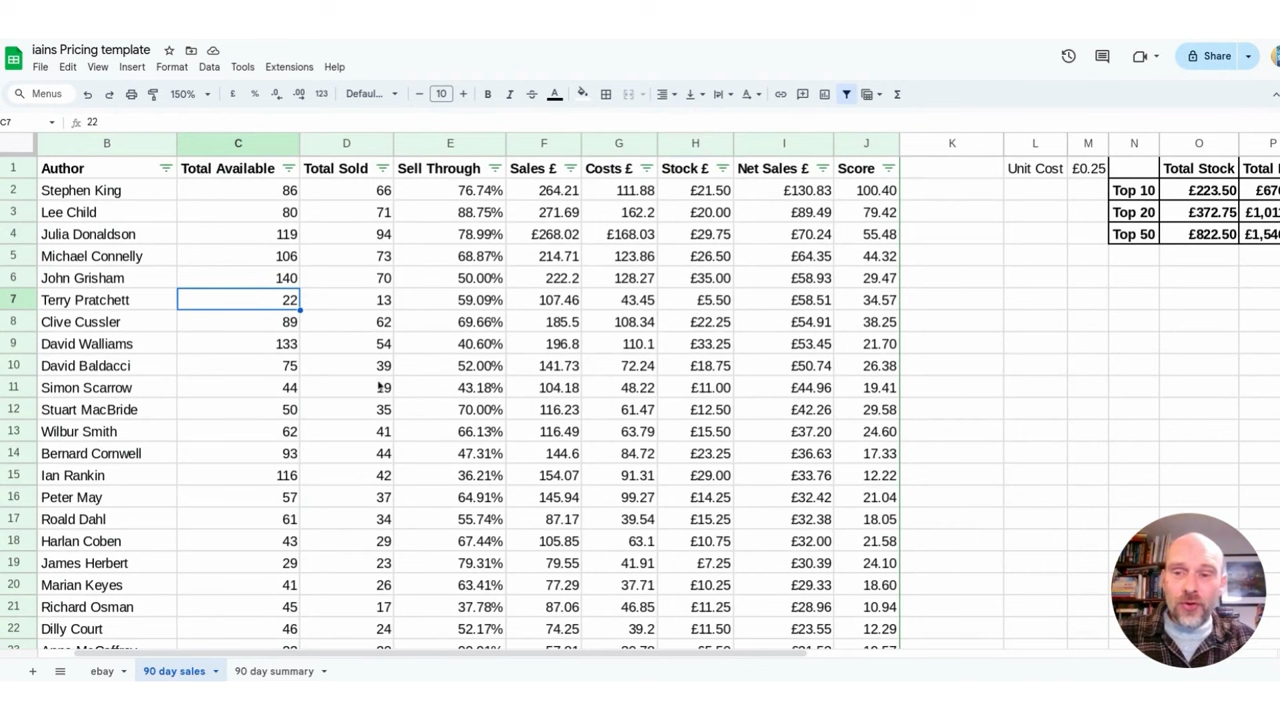 iains Pricing template
File Edit View Insert Format Data Tools Extensions Help
Share
Menus 150% £ % .0 .00 123 Defaul... 10 B I A
C7 fx 22
B C D E F G H I J K L M N O P
1 Author Total Available Total Sold Sell Through Sales £ Costs £ Stock £ Net Sales £ Score Unit Cost £0.25 Total Stock Total
2 Stephen King 86 66 76.74% 264.21 111.88 £21.50 £130.83 100.40 Top 10 £223.50
3 Lee Child 80 71 88.75% 271.69 162.2 £20.00 £89.49 79.42 Top 20 £372.75
4 Julia Donaldson 119 94 78.99% £268.02 £168.03 £29.75 £70.24 55.48 Top 50 £822.50
5 Michael Connelly 106 73 68.87% 214.71 123.86 £26.50 £64.35 44.32
6 John Grisham 140 70 50.00% 222.2 128.27 £35.00 £58.93 29.47
7 Terry Pratchett 22 13 59.09% 107.46 43.45 £5.50 £58.51 34.57
8 Clive Cussler 89 62 69.66% 185.5 108.34 £22.25 £54.91 38.25
9 David Walliams 133 54 40.60% 196.8 110.1 £33.25 £53.45 21.70
10 David Baldacci 75 39 52.00% 141.73 72.24 £18.75 £50.74 26.38
11 Simon Scarrow 44 19 43.18% 104.18 48.22 £11.00 £44.96 19.41
12 Stuart MacBride 50 35 70.00% 116.23 61.47 £12.50 £42.26 29.58
13 Wilbur Smith 62 41 66.13% 116.49 63.79 £15.50 £37.20 24.60
14 Bernard Cornwell 93 44 47.31% 144.6 84.72 £23.25 £36.63 17.33
15 Ian Rankin 116 42 36.21% 154.07 91.31 £29.00 £33.76 12.22
16 Peter May 57 37 64.91% 145.94 99.27 £14.25 £32.42 21.04
17 Roald Dahl 61 34 55.74% 87.17 39.54 £15.25 £32.38 18.05
18 Harlan Coben 43 29 67.44% 105.85 63.1 £10.75 £32.00 21.58
19 James Herbert 29 23 79.31% 79.55 41.91 £7.25 £30.39 24.10
20 Marian Keyes 41 26 63.41% 77.29 37.71 £10.25 £29.33 18.60
21 Richard Osman 45 17 37.78% 87.06 46.85 £11.25 £28.96 10.94
22 Dilly Court 46 24 52.17% 74.25 39.2 £11.50 £23.55 12.29
ebay 90 day sales 90 day summary